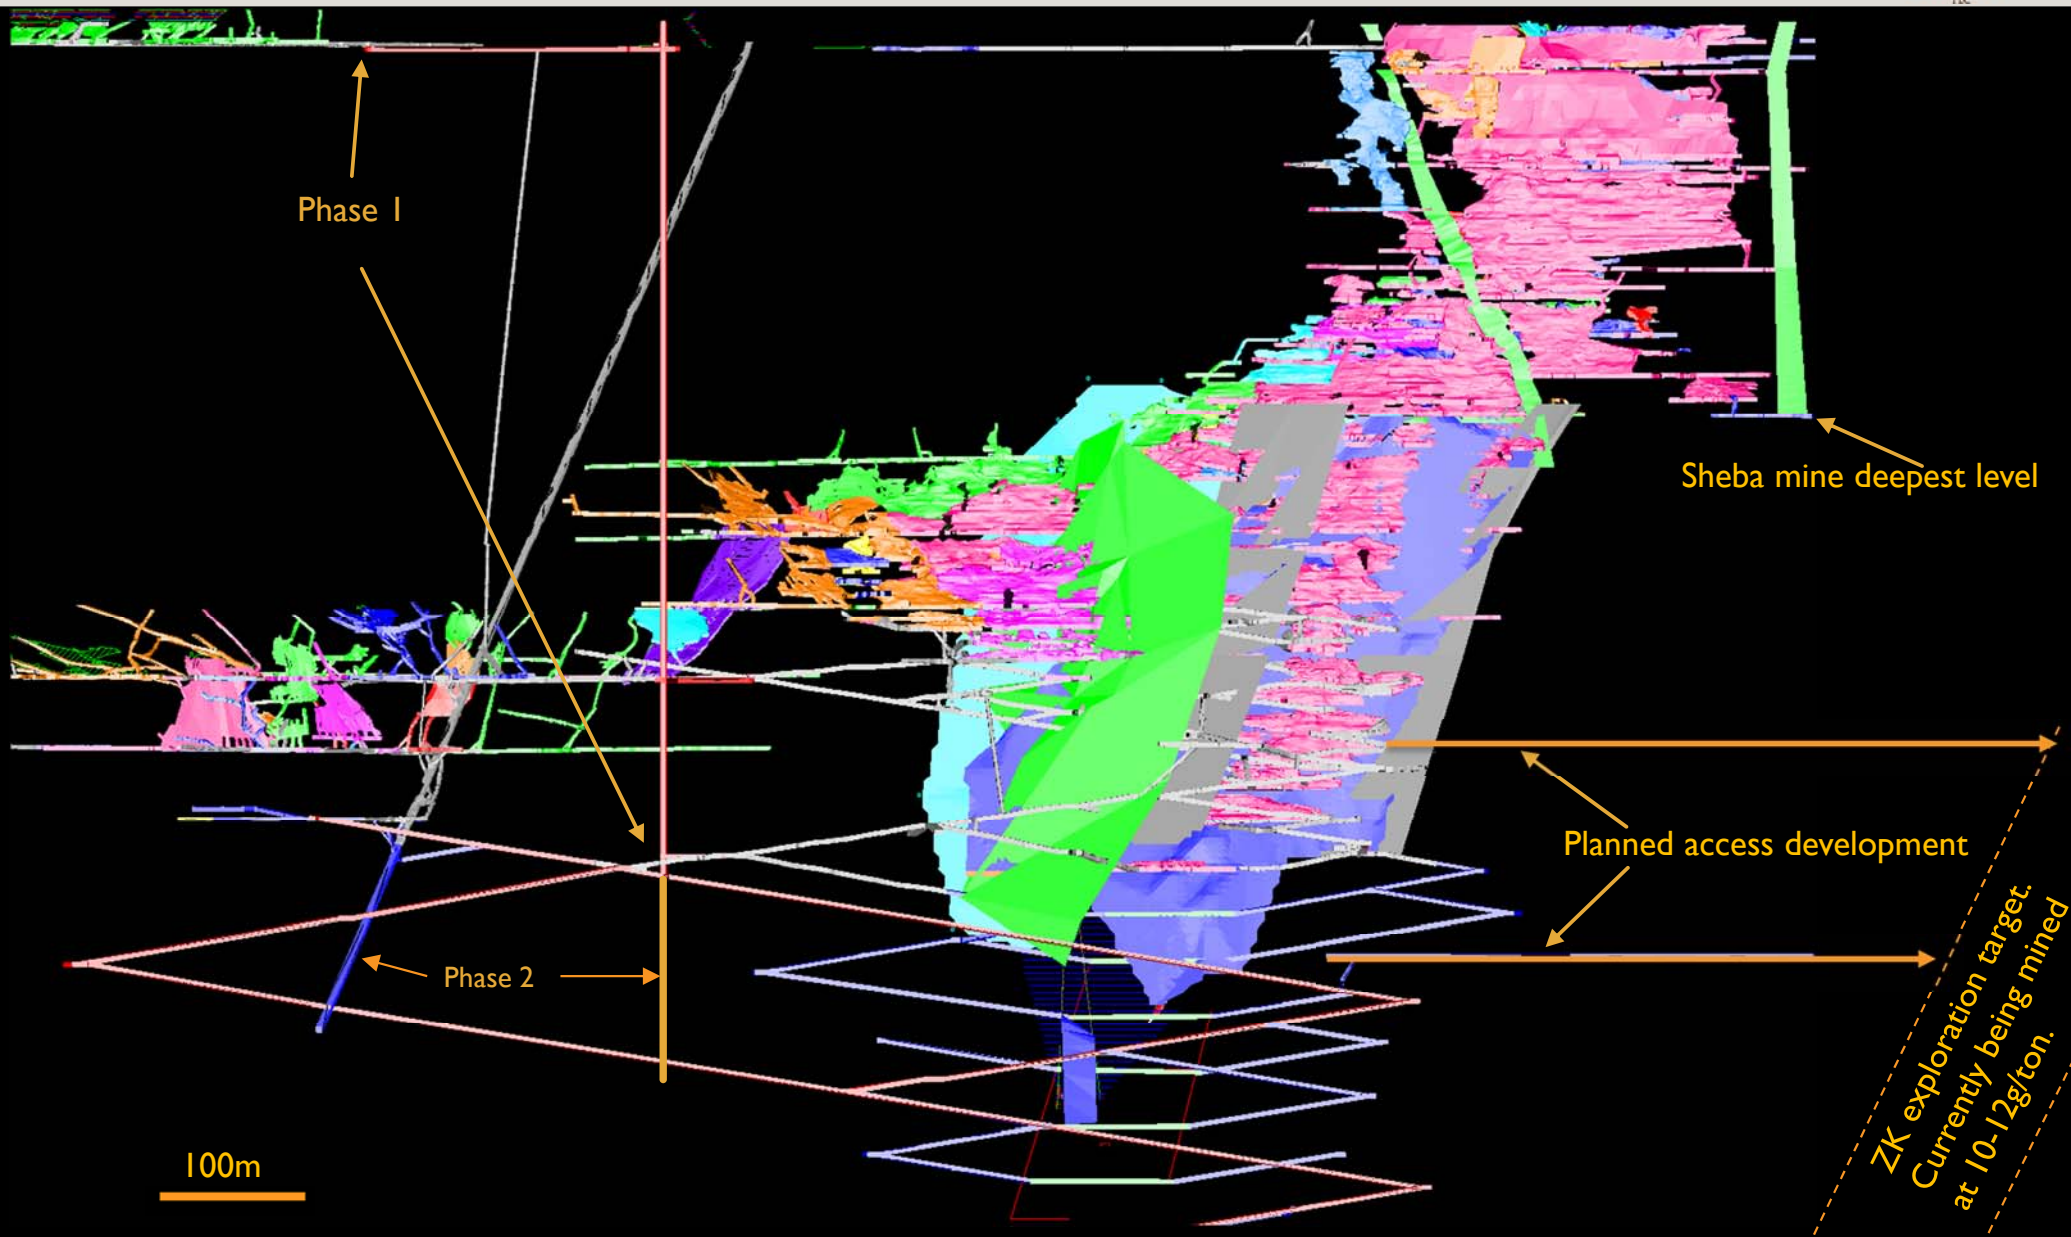 Phase 1
Sheba mine deepest level
Planned access development
Phase 2
ZK exploration target.
Currently being mined
at 10-12g/ton.
100m